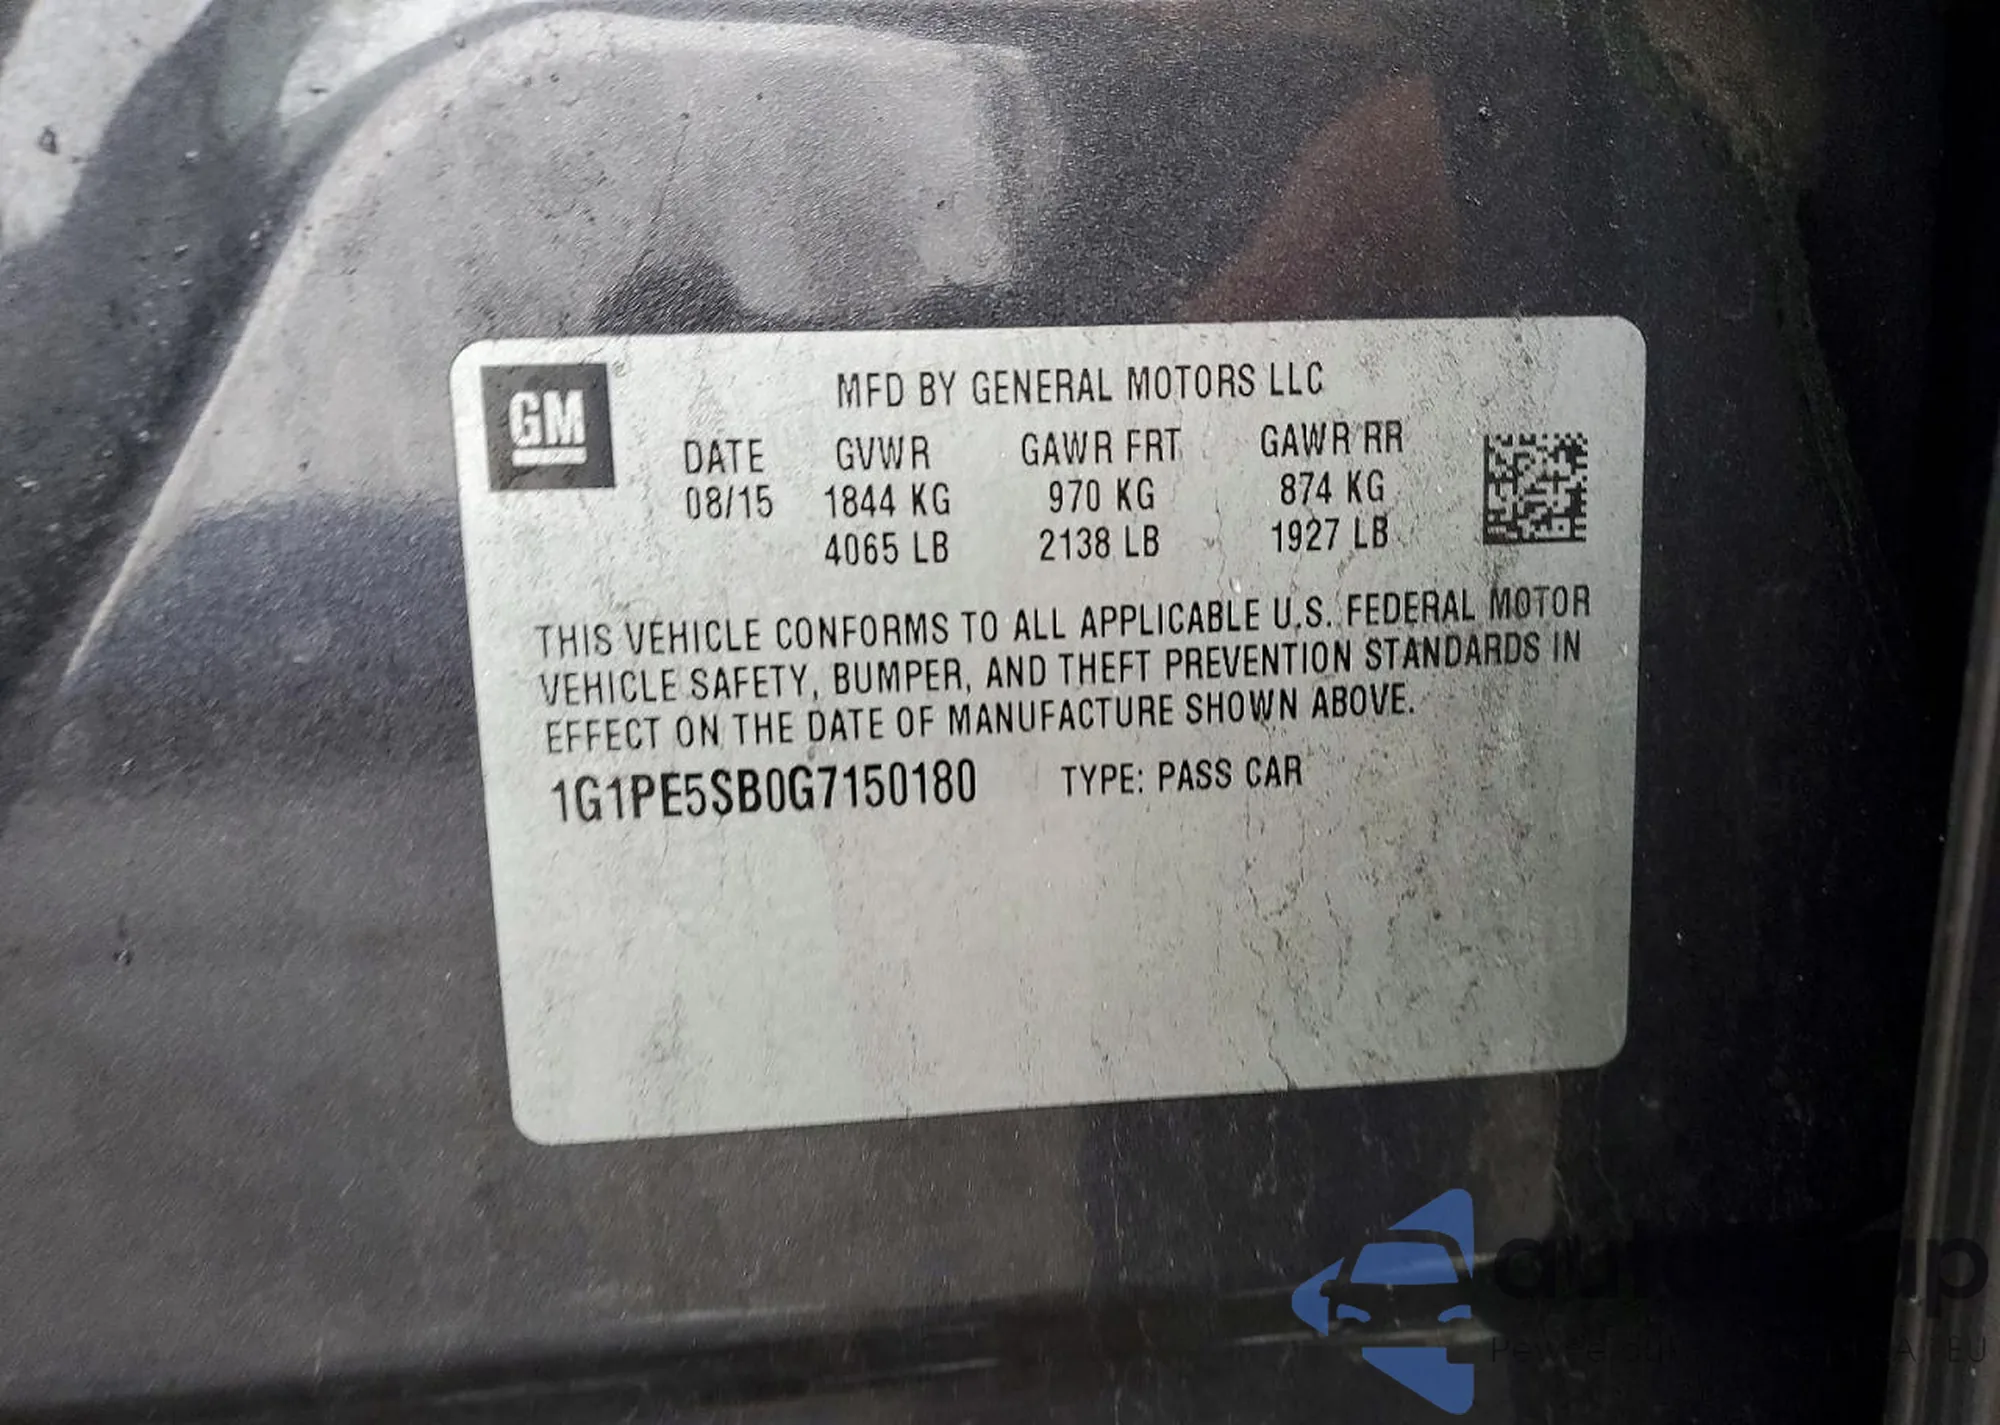 GM
MFD BY GENERAL MOTORS LLC
DATE GVWR GAWR FRT GAWR RR
08/15 1844 KG 970 KG 874 KG
4065 LB 2138 LB 1927 LB
THIS VEHICLE CONFORMS TO ALL APPLICABLE U.S. FEDERAL MOTOR
VEHICLE SAFETY, BUMPER, AND THEFT PREVENTION STANDARDS IN
EFFECT ON THE DATE OF MANUFACTURE SHOWN ABOVE.
1G1PE5SB0G7150180 TYPE: PASS CAR